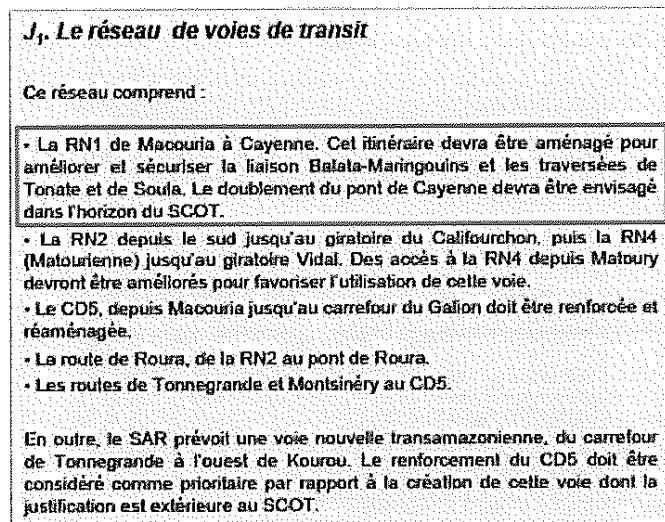 J1. Le réseau de voies de transit
Ce réseau comprend :
• La RN1 de Macouria à Cayenne. Cet itinéraire devra être aménagé pour
améliorer et sécuriser la liaison Balata-Maringouins et les traversées de
Tonate et de Soula. Le doublement du pont de Cayenne devra être envisagé
dans l'horizon du SCOT.
• La RN2 depuis le sud jusqu'au giratoire du Califourchon, puis la RN4
(Matourienne) jusqu'au giratoire Vidal. Des accès à la RN4 depuis Matoury
devront être améliorés pour favoriser l'utilisation de cette voie.
• Le CD5, depuis Macouria jusqu'au carrefour du Galion doit être renforcée et
réaménagée.
• La route de Roura, de la RN2 au pont de Roura.
• Les routes de Tonnegrande et Montsinéry au CD5.
En outre, le SAR prévoit une voie nouvelle transamazonienne, du carrefour
de Tonnegrande à l'ouest de Kourou. Le renforcement du CD5 doit être
considéré comme prioritaire par rapport à la création de cette voie dont la
justification est extérieure au SCOT.